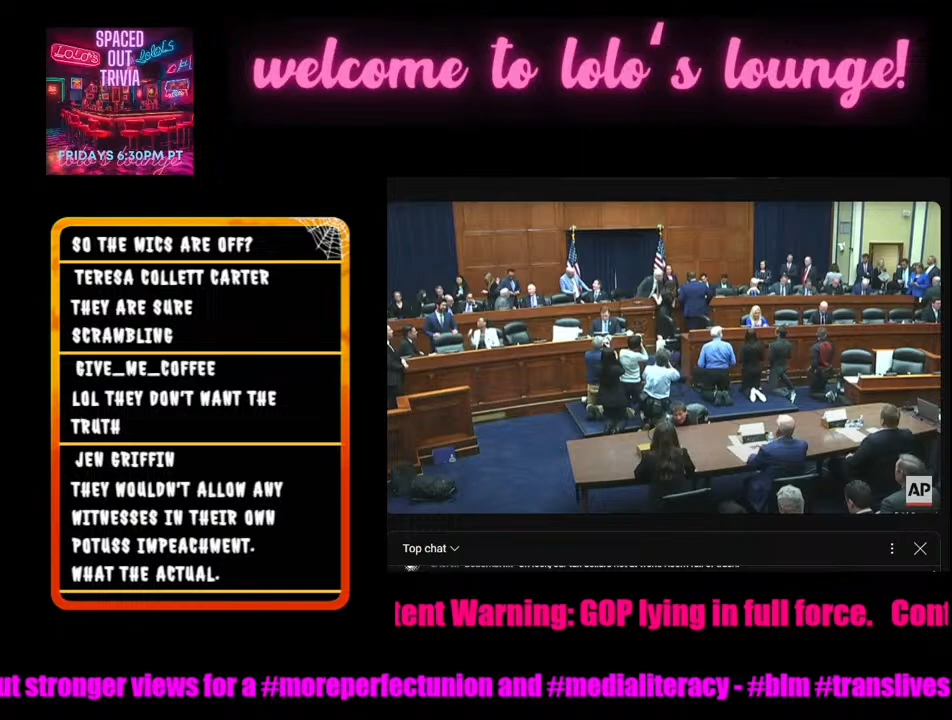 SPACED
OUT
TRIVIA
LOLO'S
FRIDAYS 6:30PM PT
lolo's lounge
welcome to lolo's lounge!
SO THE MICS ARE OFF?
TERESA COLLETT CARTER
THEY ARE SURE
SCRAMBLING
GIVE_ME_COFFEE
LOL THEY DON'T WANT THE
TRUTH
JEN GRIFFIN
THEY WOULDN'T ALLOW ANY
WITNESSES IN THEIR OWN
POTUSS IMPEACHMENT.
WHAT THE ACTUAL.
AP
Top chat
tent Warning: GOP lying in full force. Cont
ut stronger views for a #moreperfectunion and #medialiteracy - #blm #translives